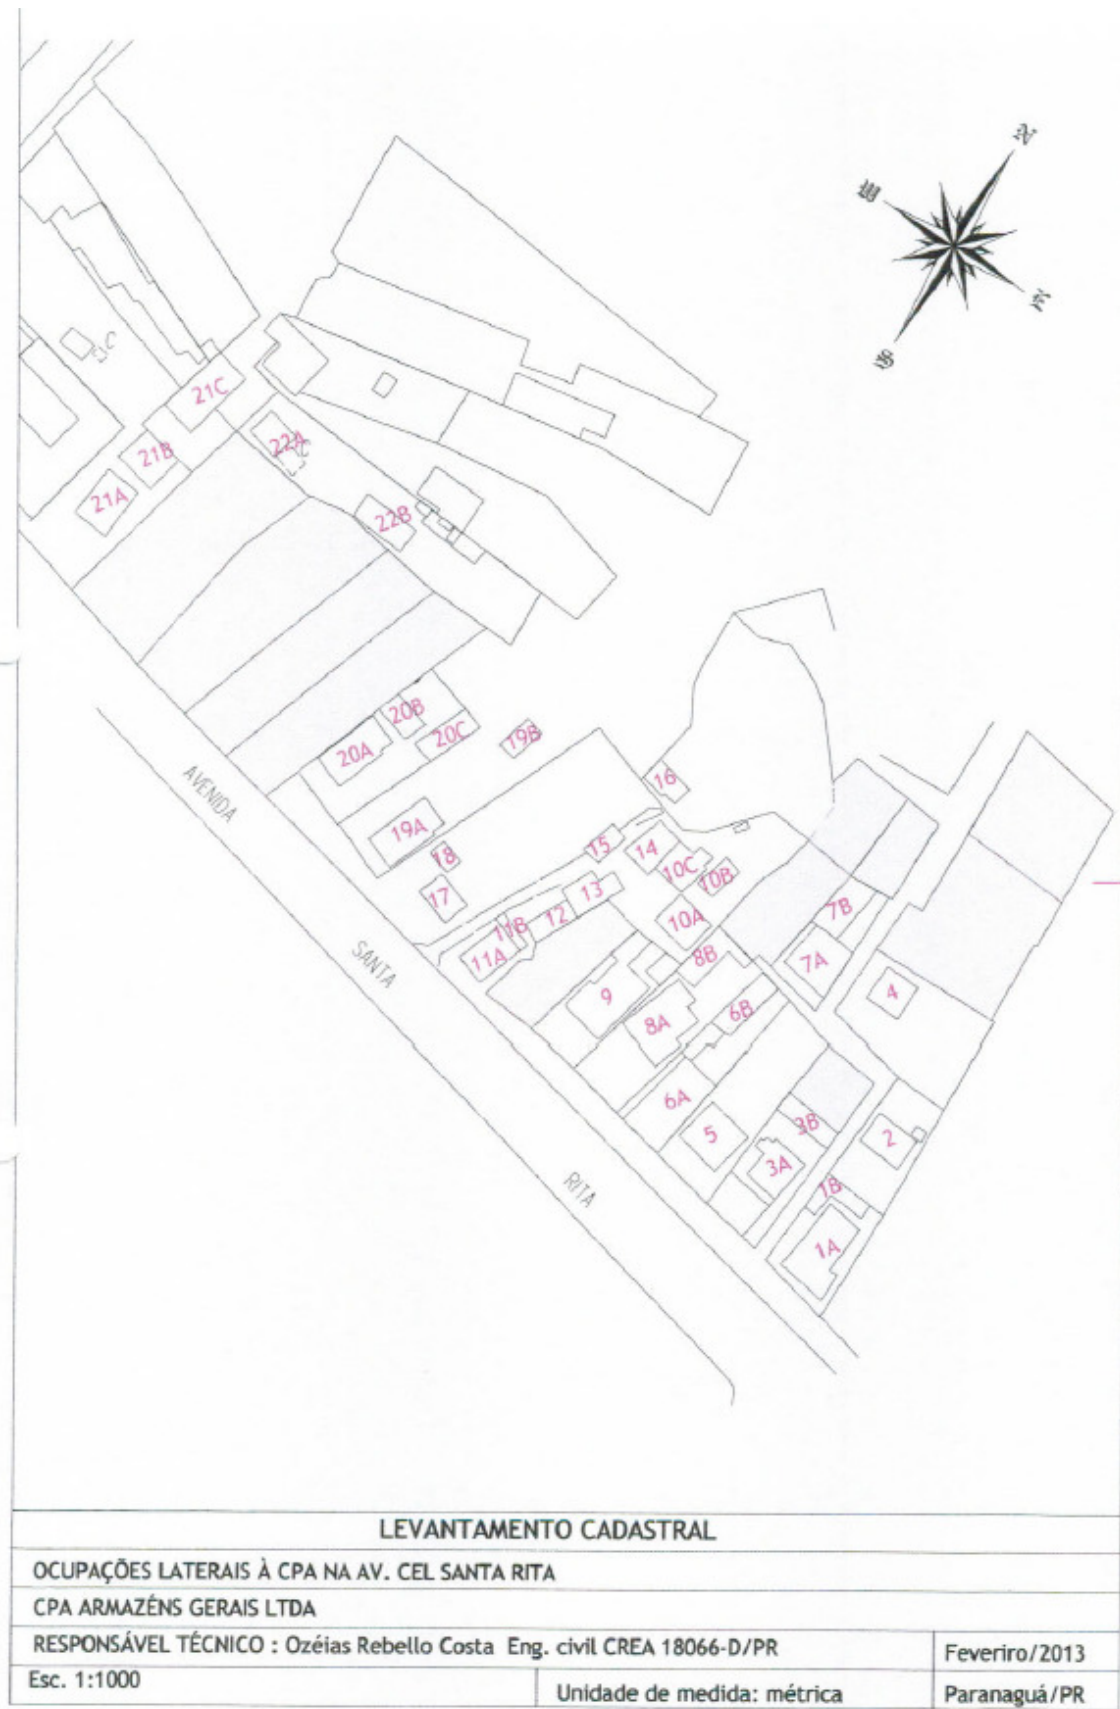 N
E
S
21C
22A
21B
21A
22B
20B
20C
19B
20A
16
AVENIDA
19A
18
15
14
10C
10B
17
13
7B
11B
12
10A
SANTA
11A
8B
7A
9
4
6B
8A
6A
5
3B
2
3A
1B
RITA
1A
LEVANTAMENTO CADASTRAL
OCUPAÇÕES LATERAIS À CPA NA AV. CEL SANTA RITA
CPA ARMAZÉNS GERAIS LTDA
RESPONSÁVEL TÉCNICO : Ozéias Rebello Costa Eng. civil CREA 18066-D/PR
Feveriro/2013
Esc. 1:1000
Unidade de medida: métrica
Paranaguá/PR